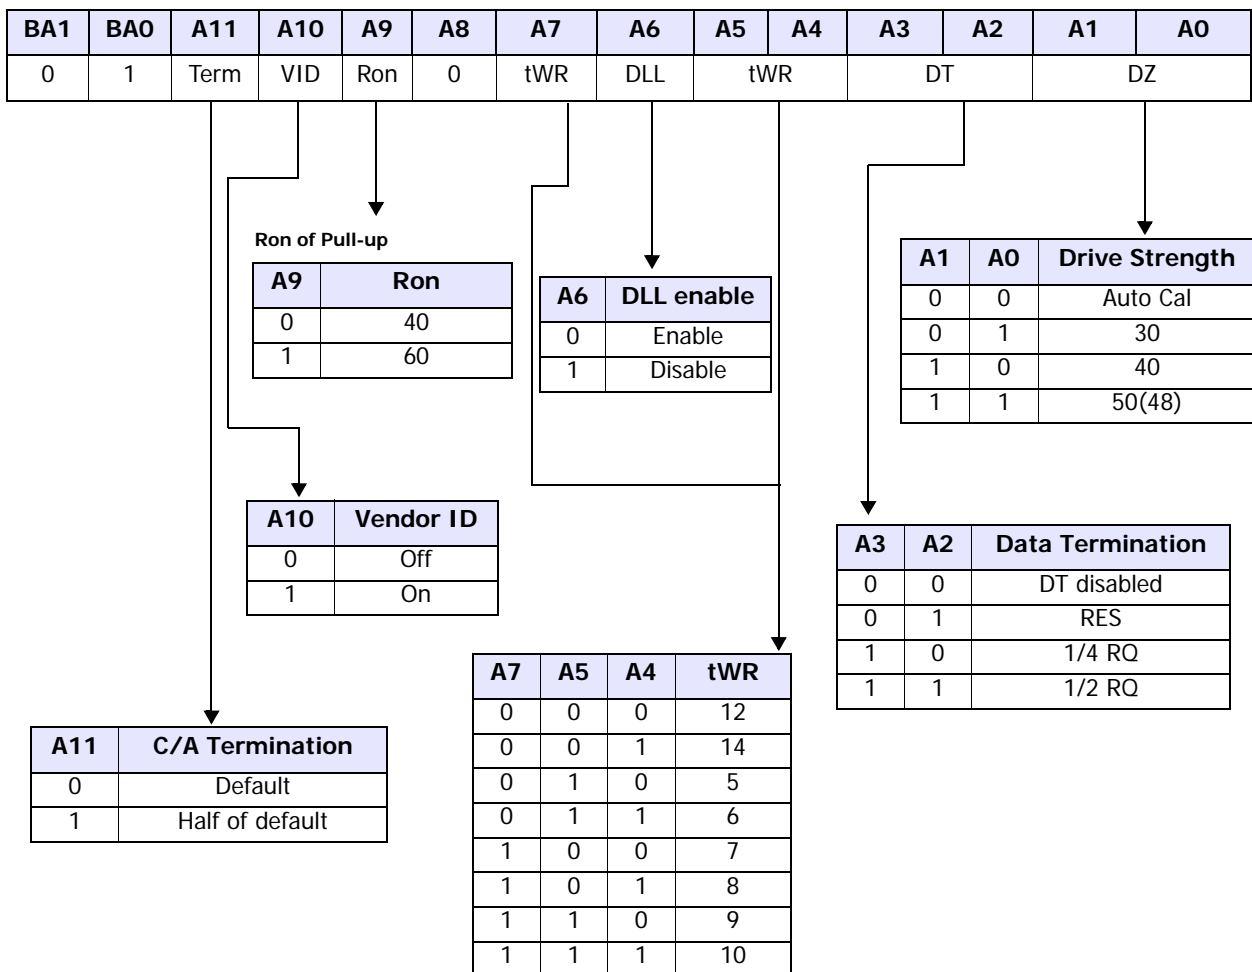 BA1 BA0 A11 A10 A9 A8 A7 A6 A5 A4 A3 A2 A1 A0
0 1 Term VID Ron 0 tWR DLL tWR DT DZ
Ron of Pull-up
A9 Ron
0 40
1 60
A6 DLL enable
0 Enable
1 Disable
A1 A0 Drive Strength
0 0 Auto Cal
0 1 30
1 0 40
1 1 50(48)
A10 Vendor ID
0 Off
1 On
A3 A2 Data Termination
0 0 DT disabled
0 1 RES
1 0 1/4 RQ
1 1 1/2 RQ
A7 A5 A4 tWR
0 0 0 12
0 0 1 14
0 1 0 5
0 1 1 6
1 0 0 7
1 0 1 8
1 1 0 9
1 1 1 10
A11 C/A Termination
0 Default
1 Half of default